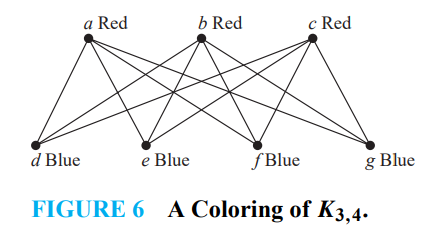 a Red b Red c Red
d Blue e Blue f Blue g Blue
FIGURE 6 A Coloring of K3,4.